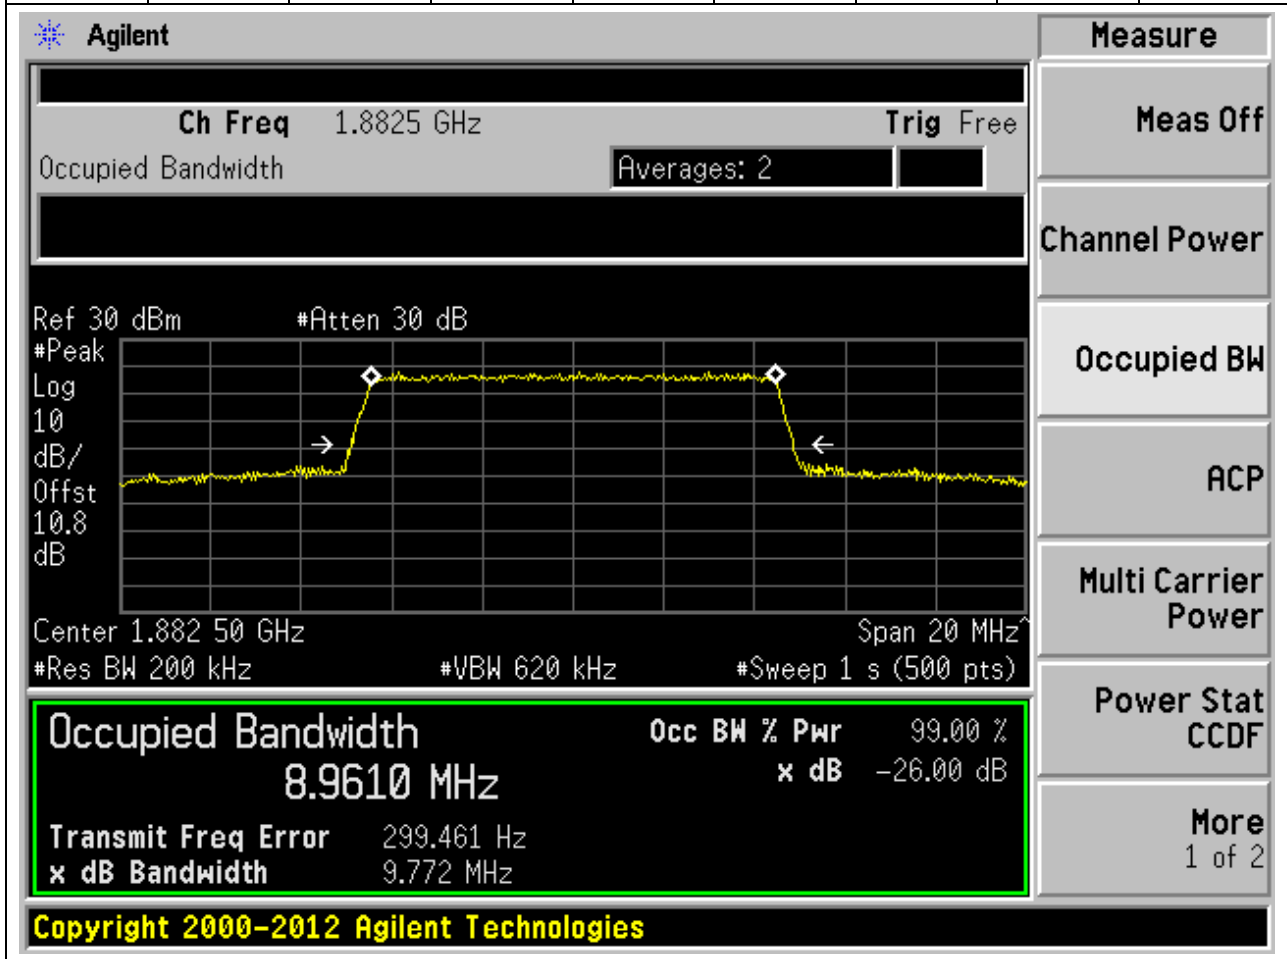 Agilent
Measure
Ch Freq 1.8825 GHz Trig Free
Occupied Bandwidth Averages: 2
Meas Off
Channel Power
Occupied BW
ACP
Multi Carrier
Power
Power Stat
CCDF
More
1 of 2
Ref 30 dBm #Atten 30 dB
#Peak
Log
10
dB/
Offst
10.8
dB
Center 1.882 50 GHz Span 20 MHz^
#Res BW 200 kHz #VBW 620 kHz #Sweep 1 s (500 pts)
Occupied Bandwidth Occ BW % Pwr 99.00 %
8.9610 MHz x dB -26.00 dB
Transmit Freq Error 299.461 Hz
x dB Bandwidth 9.772 MHz
Copyright 2000-2012 Agilent Technologies